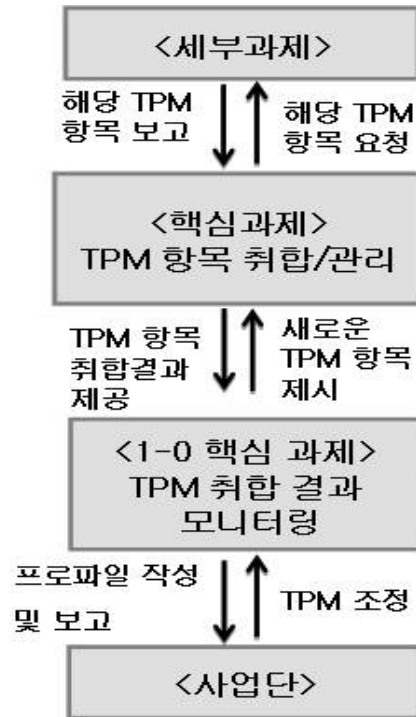 <세부과제>
해당 TPM
항목 보고
해당 TPM
항목 요청
<핵심과제>
TPM 항목 취합/관리
TPM 항목
취합결과
제공
새로운
TPM 항목
제시
<1-0 핵심 과제>
TPM 취합 결과
모니터링
프로파일 작성
및 보고
TPM 조정
<사업단>